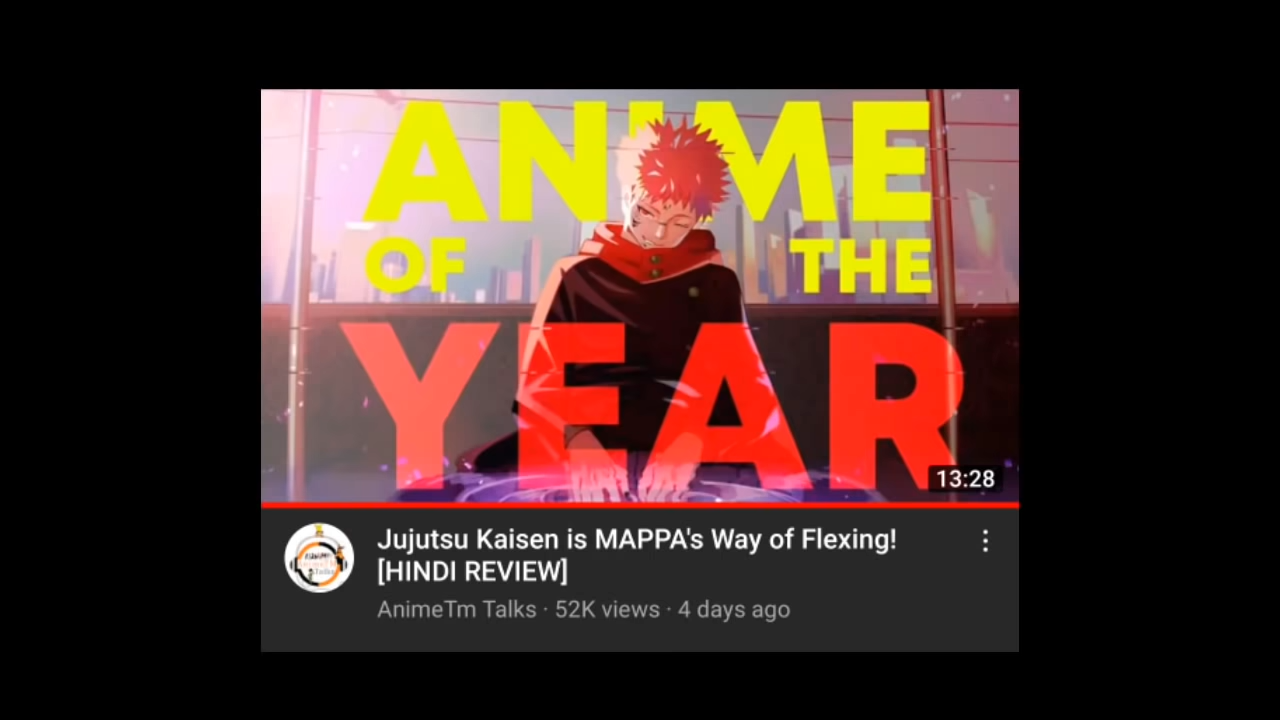 ANIME
OF THE
YEAR
13:28
Jujutsu Kaisen is MAPPA's Way of Flexing!
[HINDI REVIEW]
AnimeTm Talks · 52K views · 4 days ago